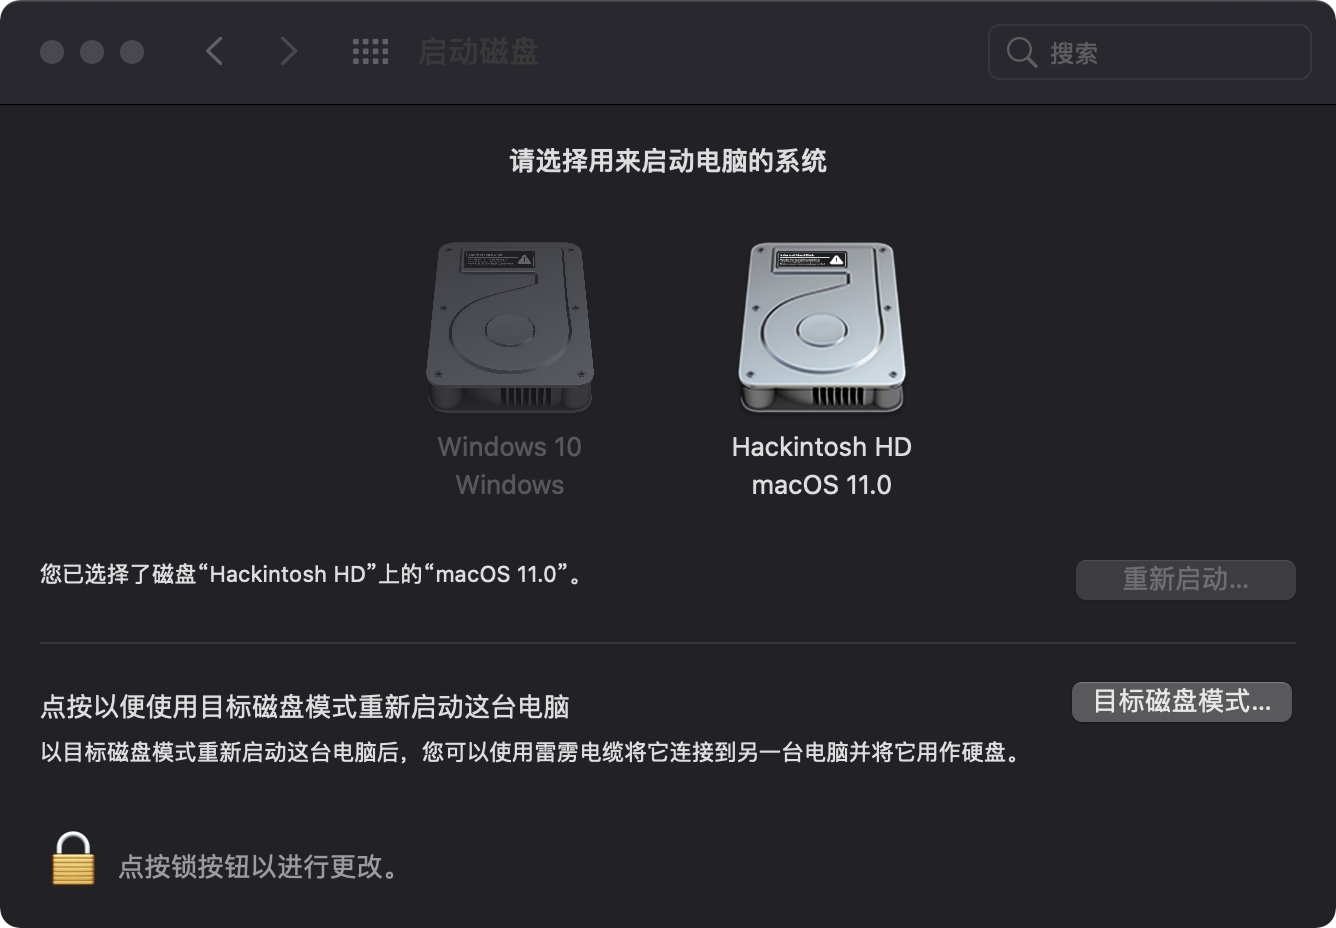 启动磁盘
搜索
请选择用来启动电脑的系统
Windows 10
Windows
Hackintosh HD
macOS 11.0
您已选择了磁盘“Hackintosh HD”上的“macOS 11.0”。
重新启动...
点按以便使用目标磁盘模式重新启动这台电脑
目标磁盘模式...
以目标磁盘模式重新启动这台电脑后，您可以使用雷雳电缆将它连接到另一台电脑并将它用作硬盘。
点按锁按钮以进行更改。